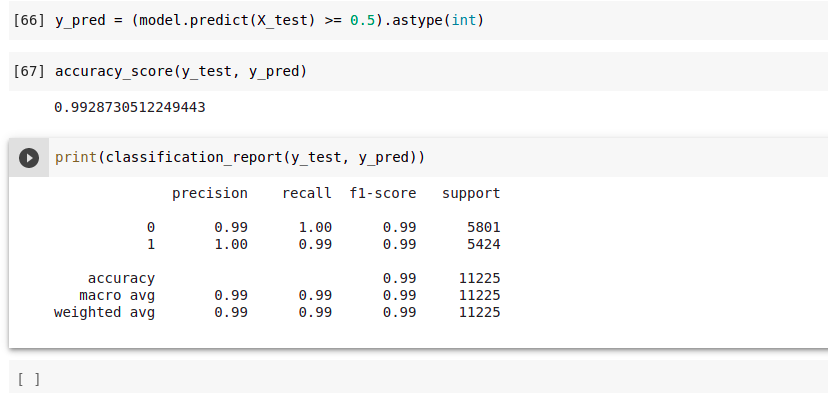 [66] y_pred = (model.predict(X_test) >= 0.5).astype(int)
[67] accuracy_score(y_test, y_pred)
0.9928730512249443
print(classification_report(y_test, y_pred))
precision recall f1-score support
0 0.99 1.00 0.99 5801
1 1.00 0.99 0.99 5424
accuracy 0.99 11225
macro avg 0.99 0.99 0.99 11225
weighted avg 0.99 0.99 0.99 11225
[ ]